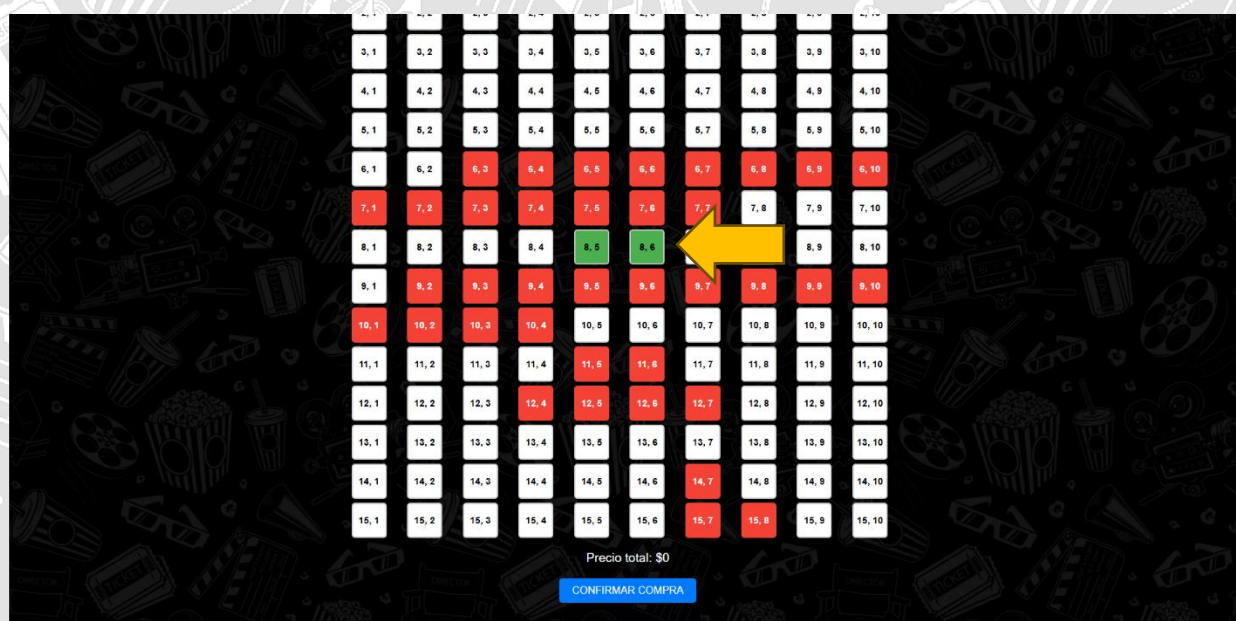 3, 1 3, 2 3, 3 3, 4 3, 5 3, 6 3, 7 3, 8 3, 9 3, 10
4, 1 4, 2 4, 3 4, 4 4, 5 4, 6 4, 7 4, 8 4, 9 4, 10
5, 1 5, 2 5, 3 5, 4 5, 5 5, 6 5, 7 5, 8 5, 9 5, 10
6, 1 6, 2 6, 3 6, 4 6, 5 6, 6 6, 7 6, 8 6, 9 6, 10
7, 1 7, 2 7, 3 7, 4 7, 5 7, 6 7, 7 7, 8 7, 9 7, 10
8, 1 8, 2 8, 3 8, 4 8, 5 8, 6 8, 9 8, 10
9, 1 9, 2 9, 3 9, 4 9, 5 9, 6 9, 7 9, 8 9, 9 9, 10
10, 1 10, 2 10, 3 10, 4 10, 5 10, 6 10, 7 10, 8 10, 9 10, 10
11, 1 11, 2 11, 3 11, 4 11, 5 11, 6 11, 7 11, 8 11, 9 11, 10
12, 1 12, 2 12, 3 12, 4 12, 5 12, 6 12, 7 12, 8 12, 9 12, 10
13, 1 13, 2 13, 3 13, 4 13, 5 13, 6 13, 7 13, 8 13, 9 13, 10
14, 1 14, 2 14, 3 14, 4 14, 5 14, 6 14, 7 14, 8 14, 9 14, 10
15, 1 15, 2 15, 3 15, 4 15, 5 15, 6 15, 7 15, 8 15, 9 15, 10
Precio total: $0
CONFIRMAR COMPRA